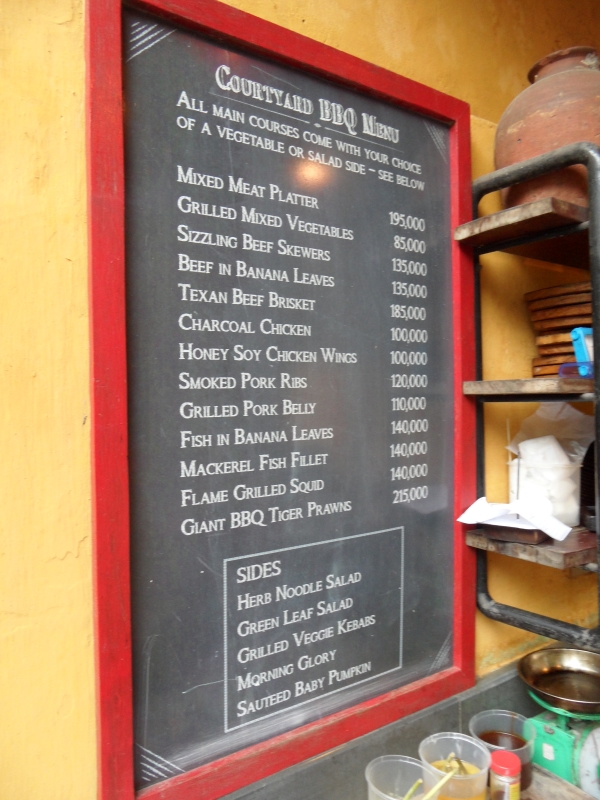 Courtyard BBQ Menu
All main courses come with your choice
of a vegetable or salad side ~ see below
Mixed Meat Platter 195,000
Grilled Mixed Vegetables 85,000
Sizzling Beef Skewers 135,000
Beef in Banana Leaves 135,000
Texan Beef Brisket 185,000
Charcoal Chicken 100,000
Honey Soy Chicken Wings 100,000
Smoked Pork Ribs 120,000
Grilled Pork Belly 110,000
Fish in Banana Leaves 140,000
Mackerel Fish Fillet 140,000
Flame Grilled Squid 140,000
Giant BBQ Tiger Prawns 215,000
SIDES
Herb Noodle Salad
Green Leaf Salad
Grilled Veggie Kebabs
Morning Glory
Sauteed Baby Pumpkin